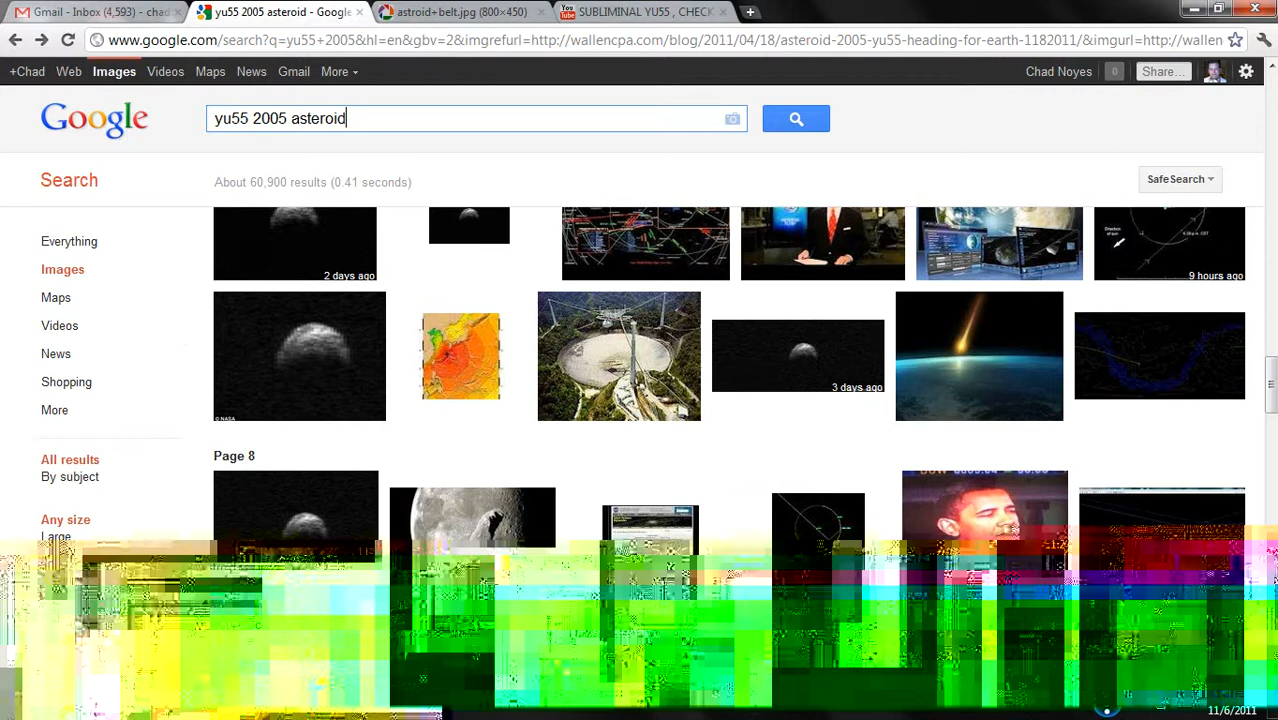 Gmail - Inbox (4,593) - chad
yu55 2005 asteroid - Google
astroid+belt.jpg (800×450)
SUBLIMINAL YU55 , CHECK
www.google.com/search?q=yu55+2005&hl=en&gbv=2&imgrefurl=http://wallencpa.com/blog/2011/04/18/asteroid-2005-yu55-heading-for-earth-1182011/&imgurl=http://wallen
+Chad Web Images Videos Maps News Gmail More
Chad Noyes 0 Share...
Google
yu55 2005 asteroid
Search
About 60,900 results (0.41 seconds)
SafeSearch
Everything
Images
Maps
Videos
News
Shopping
More
All results
By subject
Any size
Large
2 days ago
9 hours ago
© NASA
3 days ago
Page 8
11/6/2011